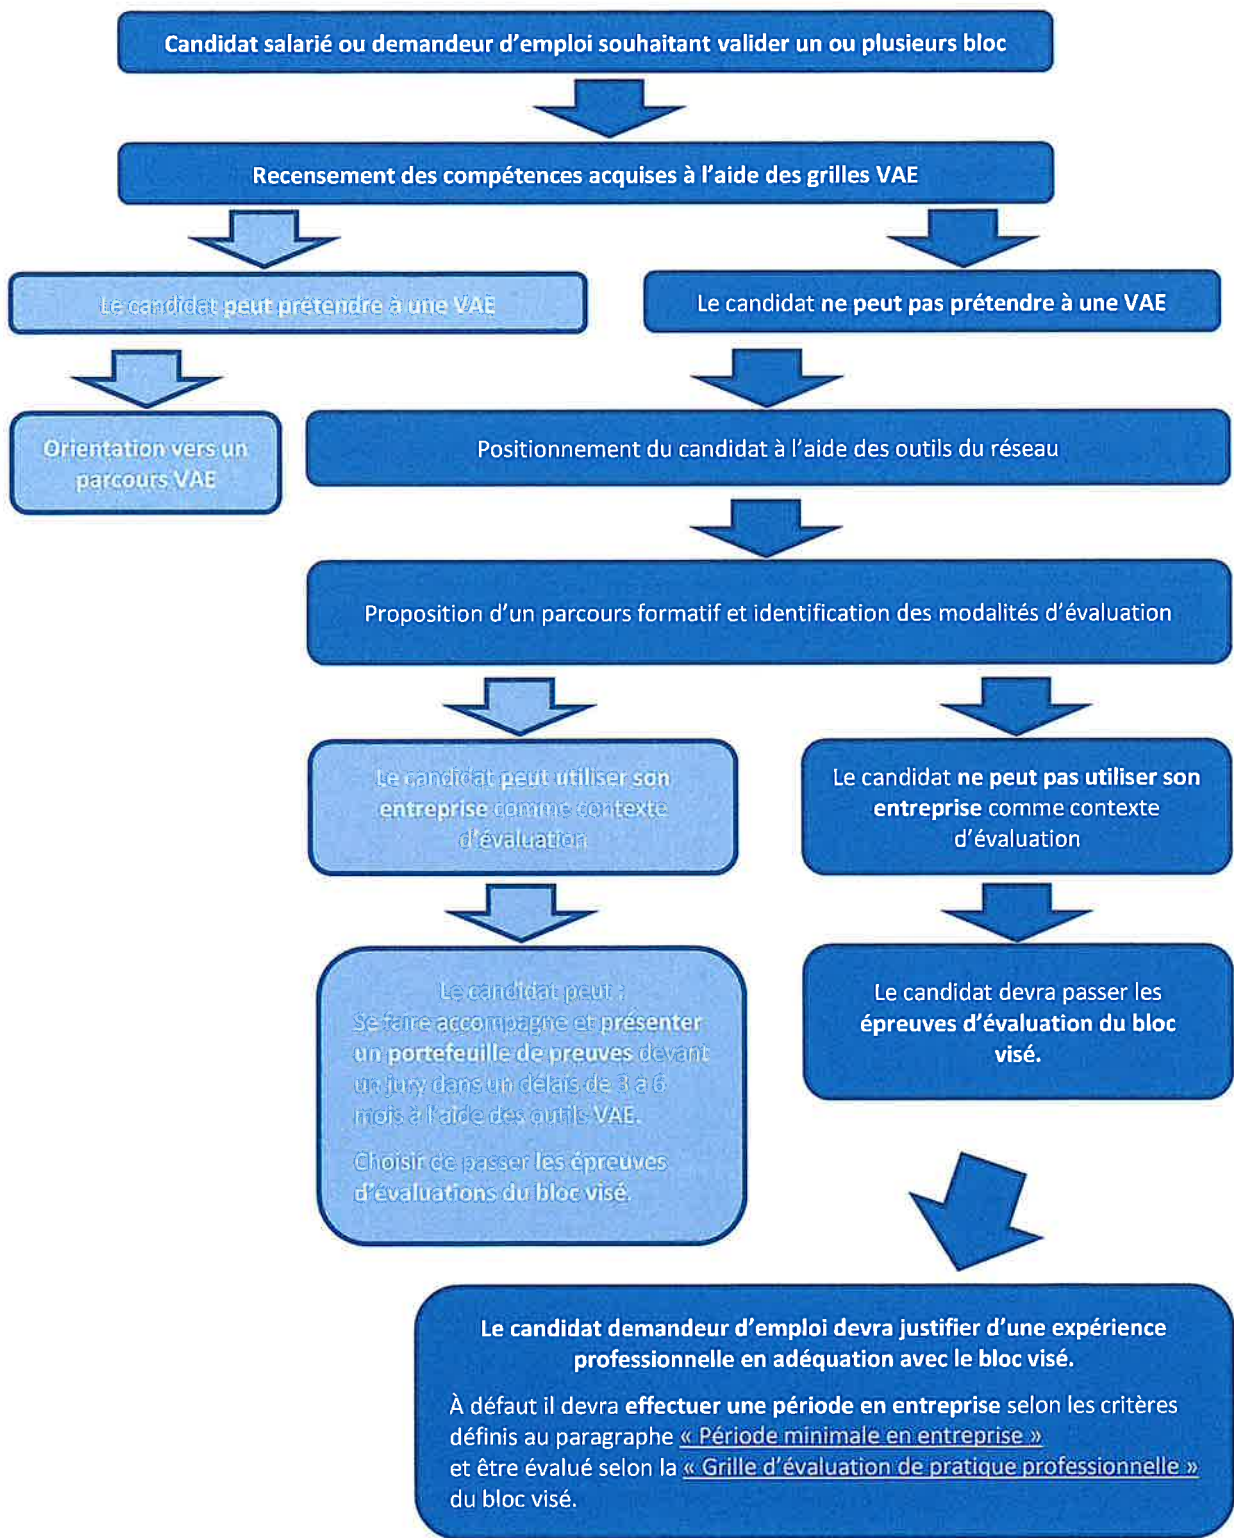 Candidat salarié ou demandeur d'emploi souhaitant valider un ou plusieurs bloc
Recensement des compétences acquises à l'aide des grilles VAE
Le candidat peut prétendre à une VAE
Le candidat ne peut pas prétendre à une VAE
Orientation vers un
parcours VAE
Positionnement du candidat à l'aide des outils du réseau
Proposition d'un parcours formatif et identification des modalités d'évaluation
Le candidat peut utiliser son
entreprise comme contexte
d'évaluation
Le candidat ne peut pas utiliser son
entreprise comme contexte
d'évaluation
Le candidat peut :
Se faire accompagne et présenter
un portefeuille de preuves devant
un jury dans un délais de 3 à 6
mois à l'aide des outils VAE.
Choisir de passer les épreuves
d'évaluations du bloc visé.
Le candidat devra passer les
épreuves d'évaluation du bloc
visé.
Le candidat demandeur d'emploi devra justifier d'une expérience
professionnelle en adéquation avec le bloc visé.
À défaut il devra effectuer une période en entreprise selon les critères
définis au paragraphe « Période minimale en entreprise »
et être évalué selon la « Grille d'évaluation de pratique professionnelle »
du bloc visé.